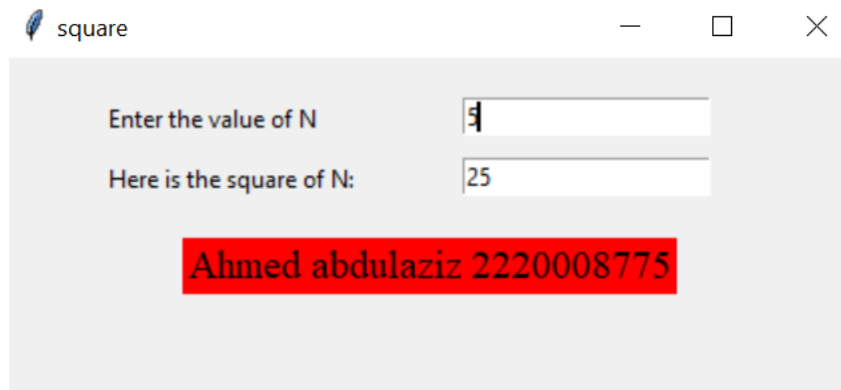 square
Enter the value of N 5
Here is the square of N: 25
Ahmed abdulaziz 2220008775